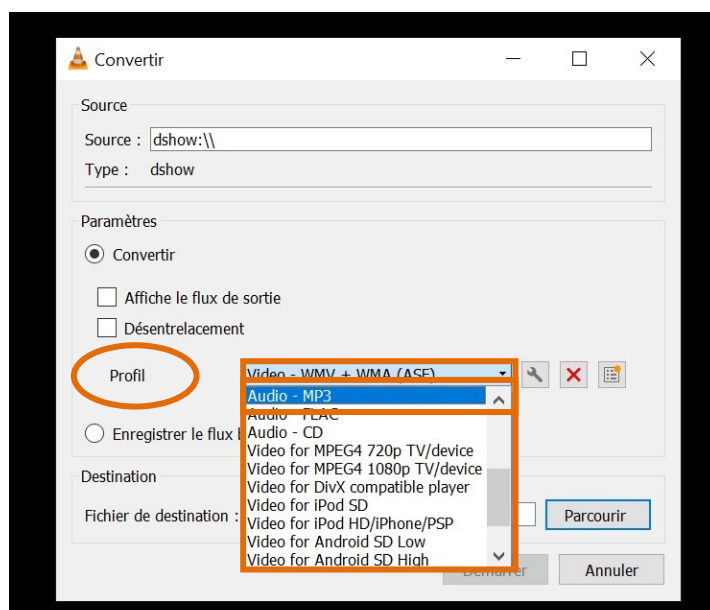 Convertir
Source
Source : dshow:\\
Type : dshow
Paramètres
Convertir
Affiche le flux de sortie
Désentrelacement
Profil
Video - WMV + WMA (ASF)
Audio - MP3
Audio - FLAC
Enregistrer le flux
Audio - CD
Video for MPEG4 720p TV/device
Video for MPEG4 1080p TV/device
Destination
Video for DivX compatible player
Video for iPod SD
Fichier de destination :
Video for iPod HD/iPhone/PSP
Parcourir
Video for Android SD Low
Video for Android SD High
Démarrer
Annuler